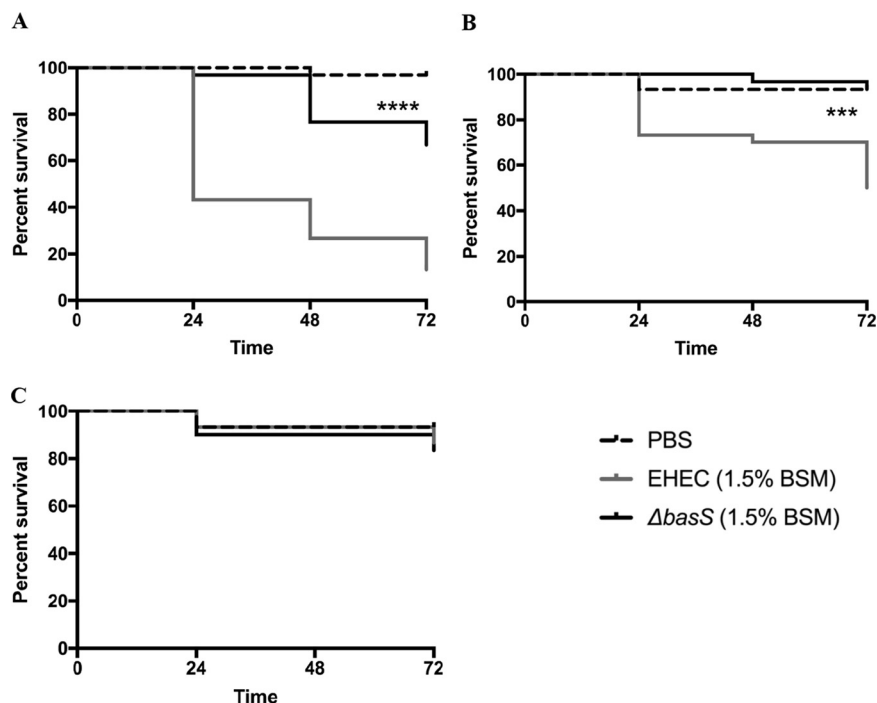 A
Percent survival
100
80
60
40
20
0
****
0 24 48 72
Time
B
Percent survival
100
80
60
40
20
0
***
0 24 48 72
Time
C
Percent survival
100
80
60
40
20
0
0 24 48 72
Time
PBS
EHEC (1.5% BSM)
ΔbasS (1.5% BSM)